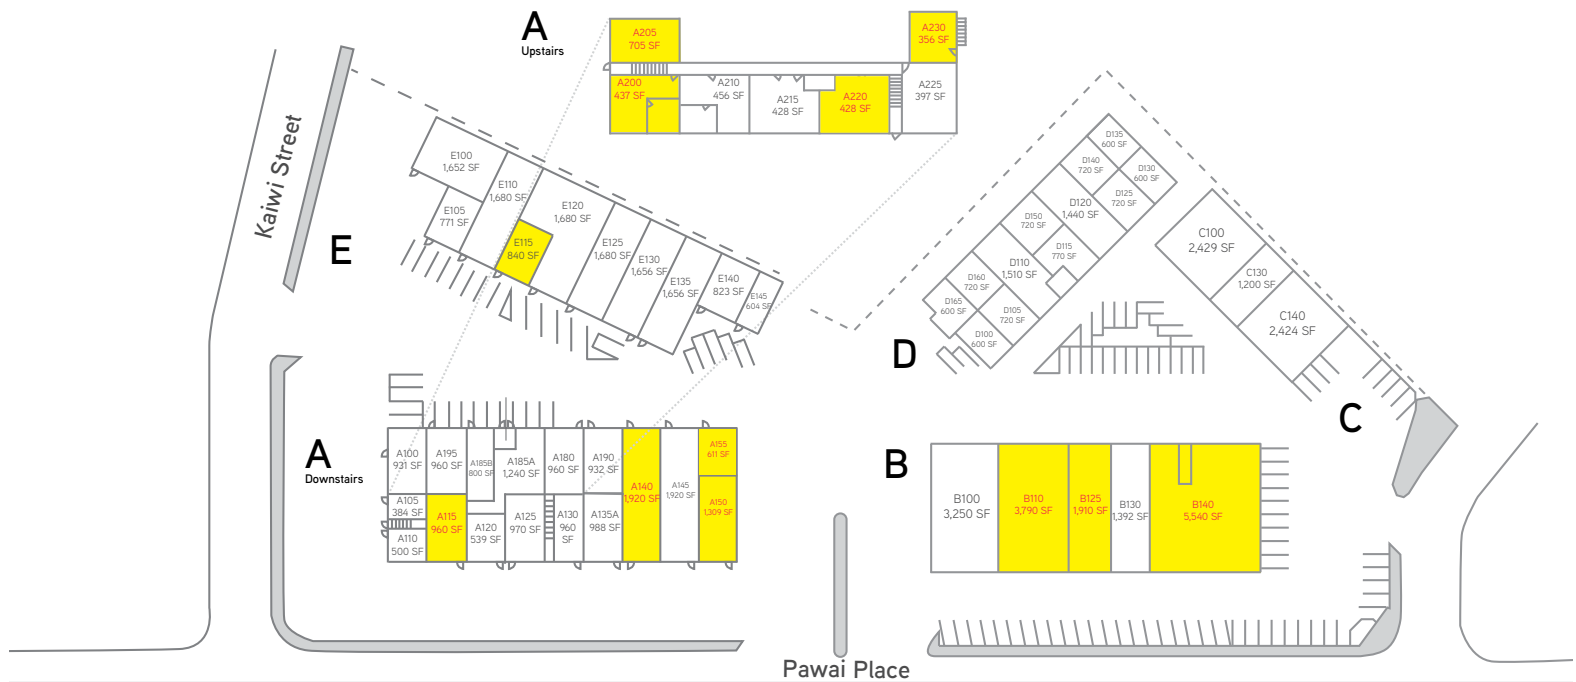 A
Upstairs
A205
705 SF
A230
356 SF
A200
437 SF
A210
456 SF
A215
428 SF
A220
428 SF
A225
397 SF
Kaiwi Street
E
E100
1,652 SF
E105
771 SF
E110
1,680 SF
E115
840 SF
E120
1,680 SF
E125
1,680 SF
E130
1,656 SF
E135
1,656 SF
E140
823 SF
E145
604 SF
D
D135
600 SF
D140
720 SF
D130
600 SF
D125
720 SF
D120
1,440 SF
D150
720 SF
D115
770 SF
D110
1,510 SF
D160
720 SF
D165
600 SF
D105
720 SF
D100
600 SF
C100
2,429 SF
C130
1,200 SF
C140
2,424 SF
C
A
Downstairs
A100
931 SF
A195
960 SF
A185B
800 SF
A185A
1,240 SF
A180
960 SF
A190
932 SF
A140
1,920 SF
A145
1,920 SF
A155
611 SF
A105
384 SF
A110
500 SF
A115
960 SF
A120
539 SF
A125
970 SF
A130
960
SF
A135A
988 SF
A150
1,309 SF
B
B100
3,250 SF
B110
3,790 SF
B125
1,910 SF
B130
1,392 SF
B140
5,540 SF
Pawai Place